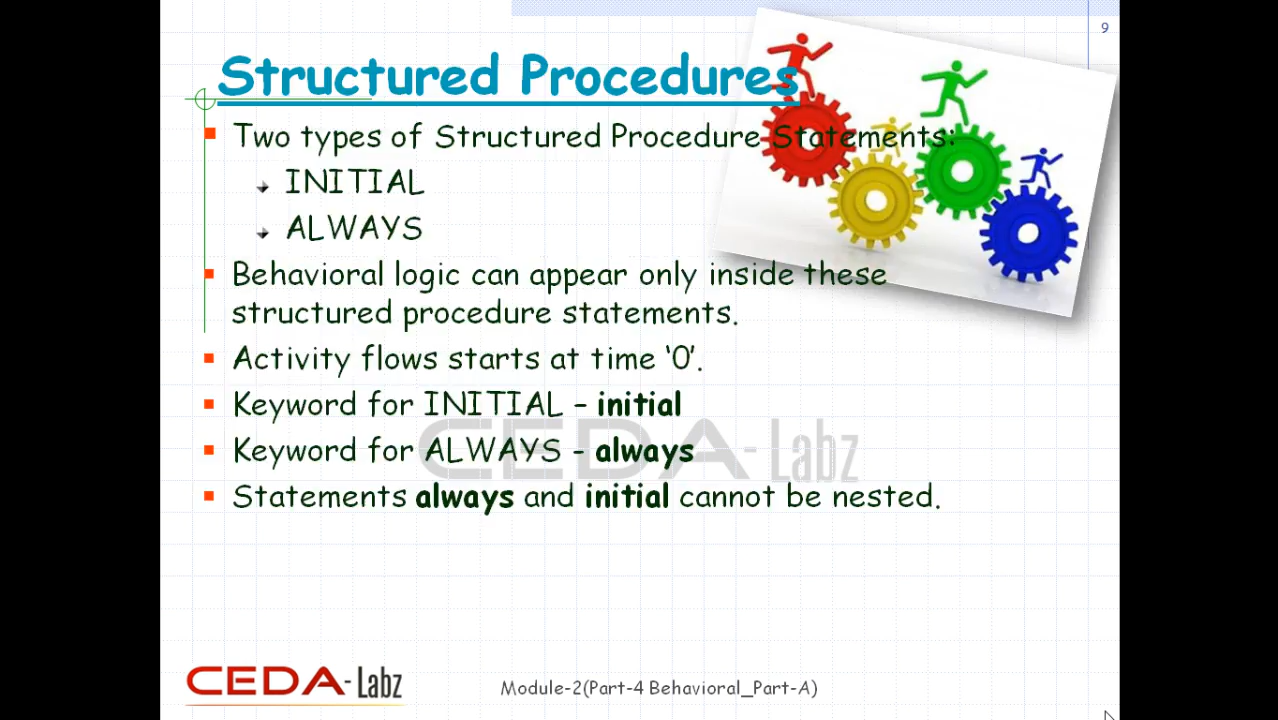 9
Structured Procedures
Two types of Structured Procedure Statements:
INITIAL
ALWAYS
Behavioral logic can appear only inside these
structured procedure statements.
Activity flows starts at time ‘0’.
Keyword for INITIAL – initial
Keyword for ALWAYS - always
Statements always and initial cannot be nested.
CEDA-Labz
CEDA-Labz
Module-2(Part-4 Behavioral_Part-A)